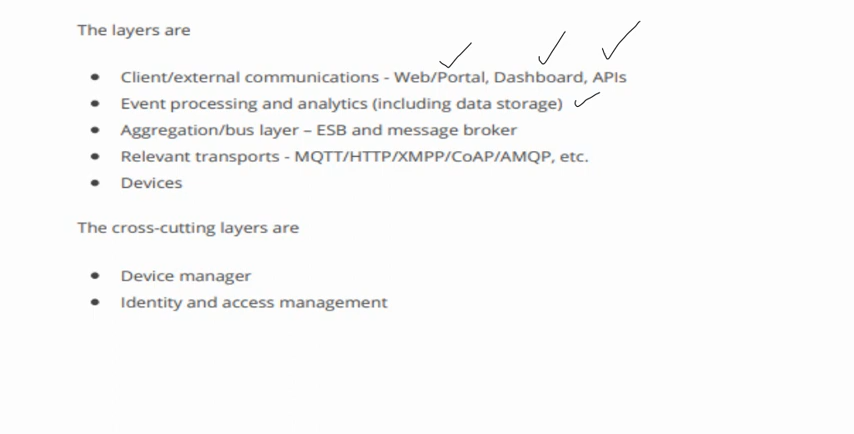 The layers are
• Client/external communications - Web/Portal, Dashboard, APIs
• Event processing and analytics (including data storage)
• Aggregation/bus layer – ESB and message broker
• Relevant transports - MQTT/HTTP/XMPP/CoAP/AMQP, etc.
• Devices
The cross-cutting layers are
• Device manager
• Identity and access management